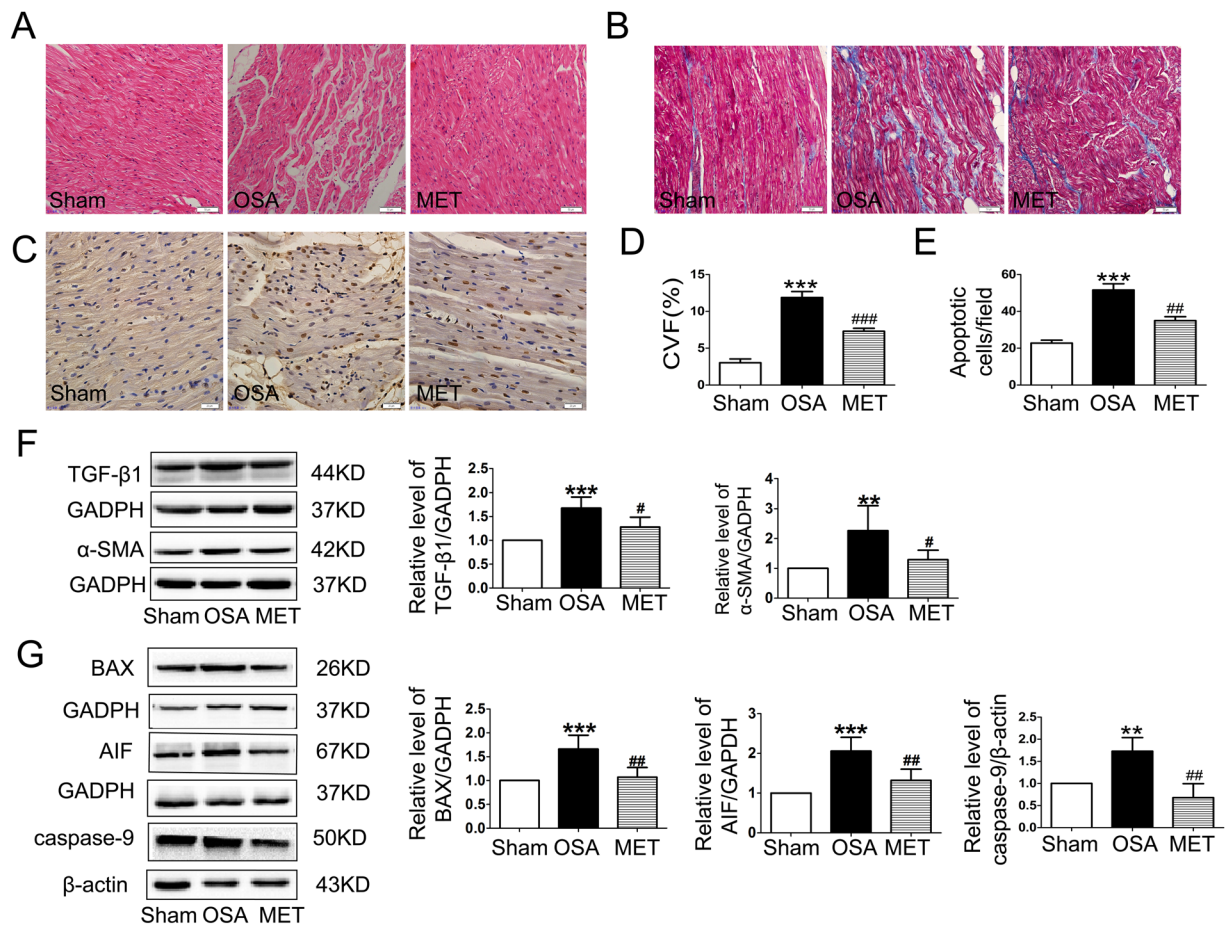 A
B
Sham
OSA
MET
Sham
OSA
MET
C
Sham
OSA
MET
D
CVF(%)
15
10
5
0
***
###
Sham
OSA
MET
E
Apoptotic
cells/field
60
40
20
0
***
##
Sham
OSA
MET
F
TGF-β1
44KD
GADPH
37KD
α-SMA
42KD
GADPH
37KD
Sham OSA MET
Relative level of
TGF-β1/GADPH
2.5
2.0
1.5
1.0
0.5
0.0
***
#
Sham
OSA
MET
Relative level of
α-SMA/GADPH
4
3
2
1
0
**
#
Sham
OSA
MET
G
BAX
26KD
GADPH
37KD
AIF
67KD
GADPH
37KD
caspase-9
50KD
β-actin
43KD
Sham OSA MET
Relative level of
BAX/GADPH
2.5
2.0
1.5
1.0
0.5
0.0
***
##
Sham
OSA
MET
Relative level of
AIF/GAPDH
3
2
1
0
***
##
Sham
OSA
MET
Relative level of
caspase-9/β-actin
2.5
2.0
1.5
1.0
0.5
0.0
**
##
Sham
OSA
MET